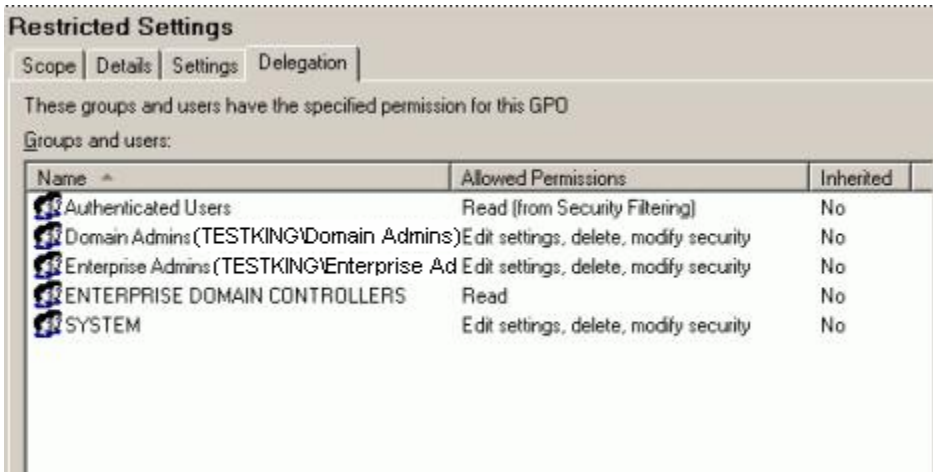 Restricted Settings
Scope Details Settings Delegation
These groups and users have the specified permission for this GPO
Groups and users:
Name Allowed Permissions Inherited
Authenticated Users Read (from Security Filtering) No
Domain Admins(TESTKING\Domain Admins) Edit settings, delete, modify security No
Enterprise Admins(TESTKING\Enterprise Ad Edit settings, delete, modify security No
ENTERPRISE DOMAIN CONTROLLERS Read No
SYSTEM Edit settings, delete, modify security No